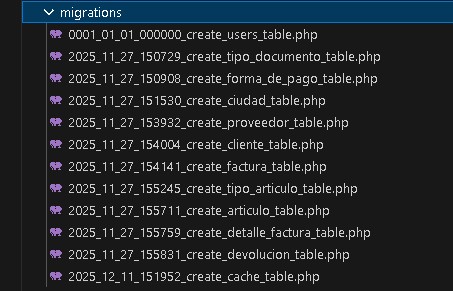 migrations
0001_01_01_000000_create_users_table.php
2025_11_27_150729_create_tipo_documento_table.php
2025_11_27_150908_create_forma_de_pago_table.php
2025_11_27_151530_create_ciudad_table.php
2025_11_27_153932_create_proveedor_table.php
2025_11_27_154004_create_cliente_table.php
2025_11_27_154141_create_factura_table.php
2025_11_27_155245_create_tipo_articulo_table.php
2025_11_27_155711_create_articulo_table.php
2025_11_27_155759_create_detalle_factura_table.php
2025_11_27_155831_create_devolucion_table.php
2025_12_11_151952_create_cache_table.php